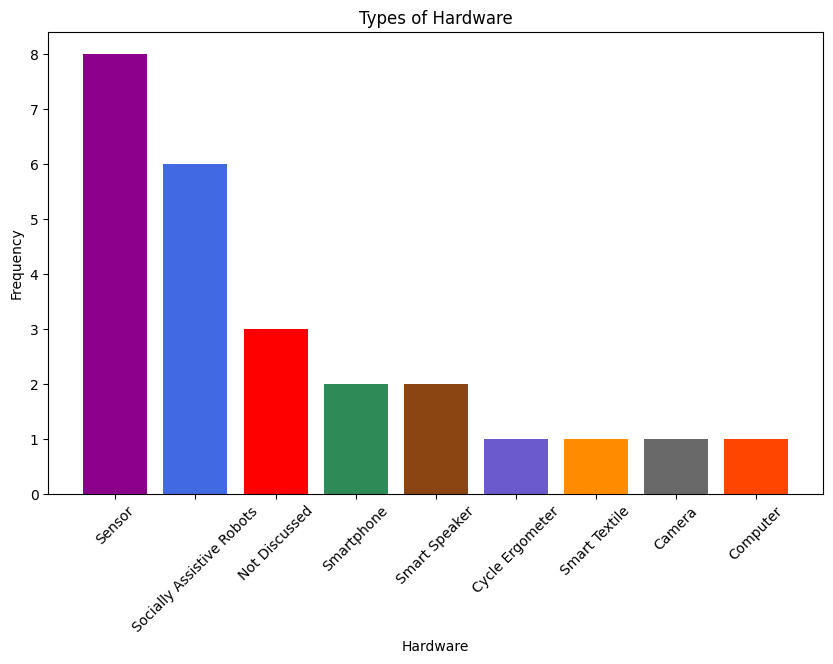 Types of Hardware
Frequency
8
7
6
5
4
3
2
1
0
Sensor
Socially Assistive Robots
Not Discussed
Smartphone
Smart Speaker
Cycle Ergometer
Smart Textile
Camera
Computer
Hardware